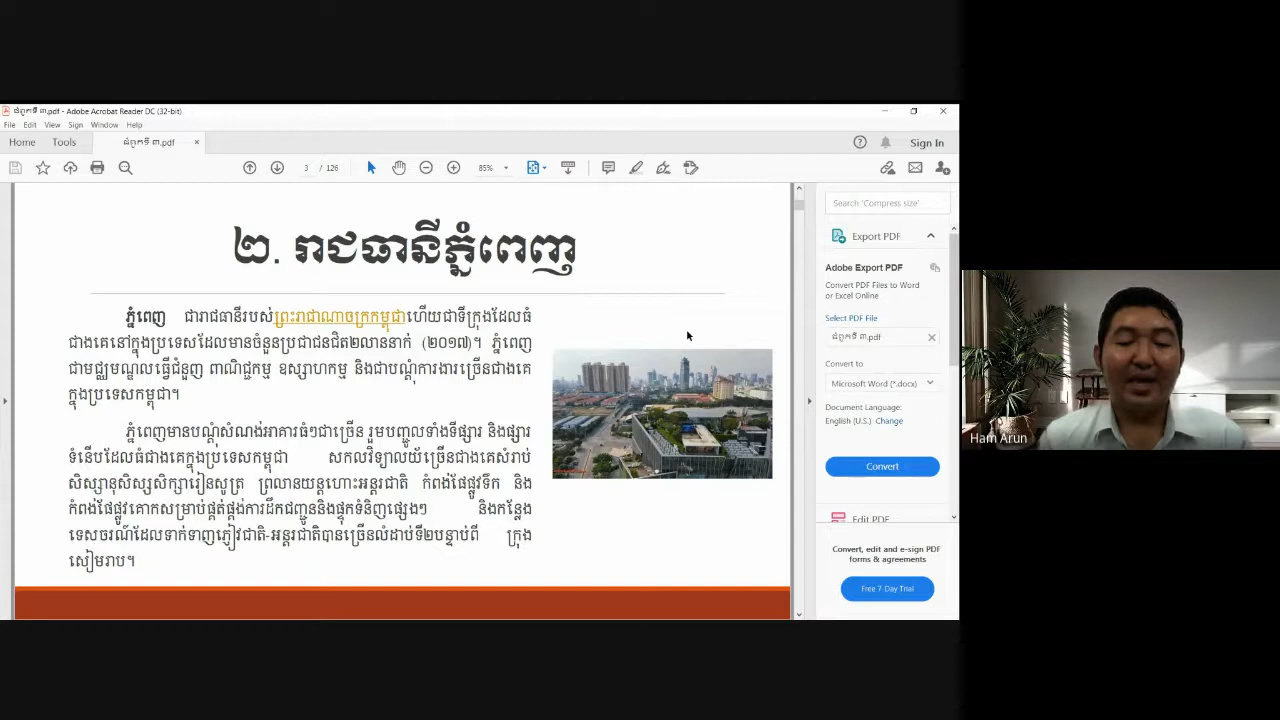 ជំពូកទី ៣.pdf - Adobe Acrobat Reader DC (32-bit)
File Edit View Sign Window Help
Home Tools ជំពូកទី ៣.pdf × Sign In
3 / 126 85%
២. រាជធានីភ្នំពេញ
ភ្នំពេញ ជារាជធានីរបស់ព្រះរាជាណាចក្រកម្ពុជាហើយជាទីក្រុងដែលធំ
ជាងគេនៅក្នុងប្រទេសដែលមានចំនួនប្រជាជនជិត២លាននាក់ (២០១៧)។ ភ្នំពេញ
ជាមជ្ឈមណ្ឌលធ្វើជំនួញ ពាណិជ្ជកម្ម ឧស្សាហកម្ម និងជាបណ្តុំការងារច្រើនជាងគេ
ក្នុងប្រទេសកម្ពុជា។
ភ្នំពេញមានបណ្តុំសំណង់អាគារធំៗជាច្រើន រួមបញ្ចូលទាំងទីផ្សារ និងផ្សារ
ទំនើបដែលធំជាងគេក្នុងប្រទេសកម្ពុជា សកលវិទ្យាល័យច្រើនជាងគេសំរាប់
សិស្សានុសិស្សសិក្សារៀនសូត្រ ព្រលានយន្តហោះអន្តរជាតិ កំពង់ផែផ្លូវទឹក និង
កំពង់ផែផ្លូវគោកសម្រាប់ផ្គត់ផ្គង់ការដឹកជញ្ជូននិងផ្ទុកទំនិញផ្សេងៗ និងកន្លែង
ទេសចរណ៍ដែលទាក់ទាញភ្ញៀវជាតិ-អន្តរជាតិបានច្រើនលំដាប់ទី២បន្ទាប់ពី ក្រុង
សៀមរាប។
Search 'Compress size'
Export PDF
Adobe Export PDF
Convert PDF Files to Word
or Excel Online
Select PDF File
ជំពូកទី ៣.pdf ×
Convert to
Microsoft Word (*.docx)
Document Language:
English (U.S.) Change
Convert
Edit PDF
Convert, edit and e-sign PDF
forms & agreements
Free 7-Day Trial
Ham Arun